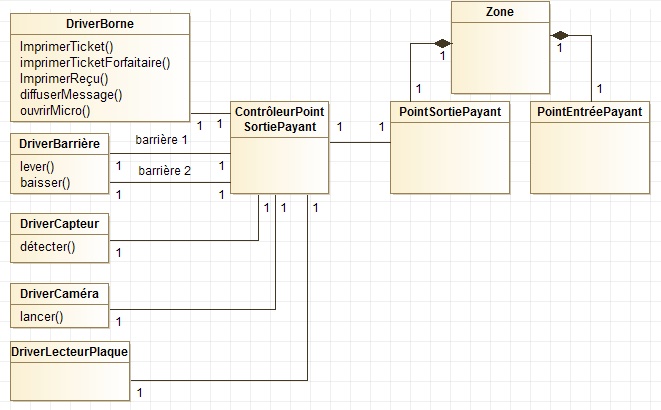 DriverBorne
ImprimerTicket()
imprimerTicketForfaitaire()
ImprimerReçu()
diffuserMessage()
ouvrirMicro()
Zone
1
1
1
1
ContrôleurPoint
SortiePayant
PointSortiePayant
PointEntréePayant
1
1
1
1
DriverBarrière
lever()
baisser()
barrière 1
1
1
barrière 2
1
1
DriverCapteur
détecter()
1
1
1
1
DriverCaméra
lancer()
1
DriverLecteurPlaque
1